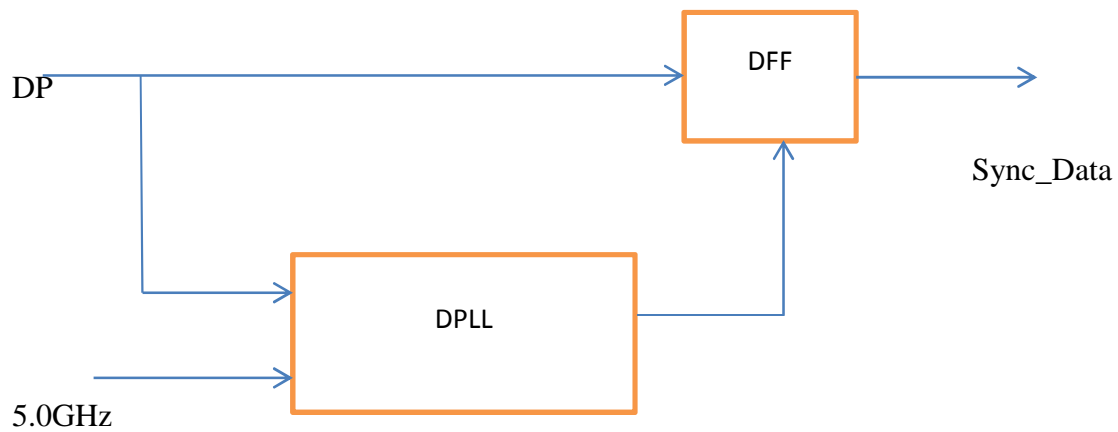 DFF
DP
Sync_Data
DPLL
5.0GHz